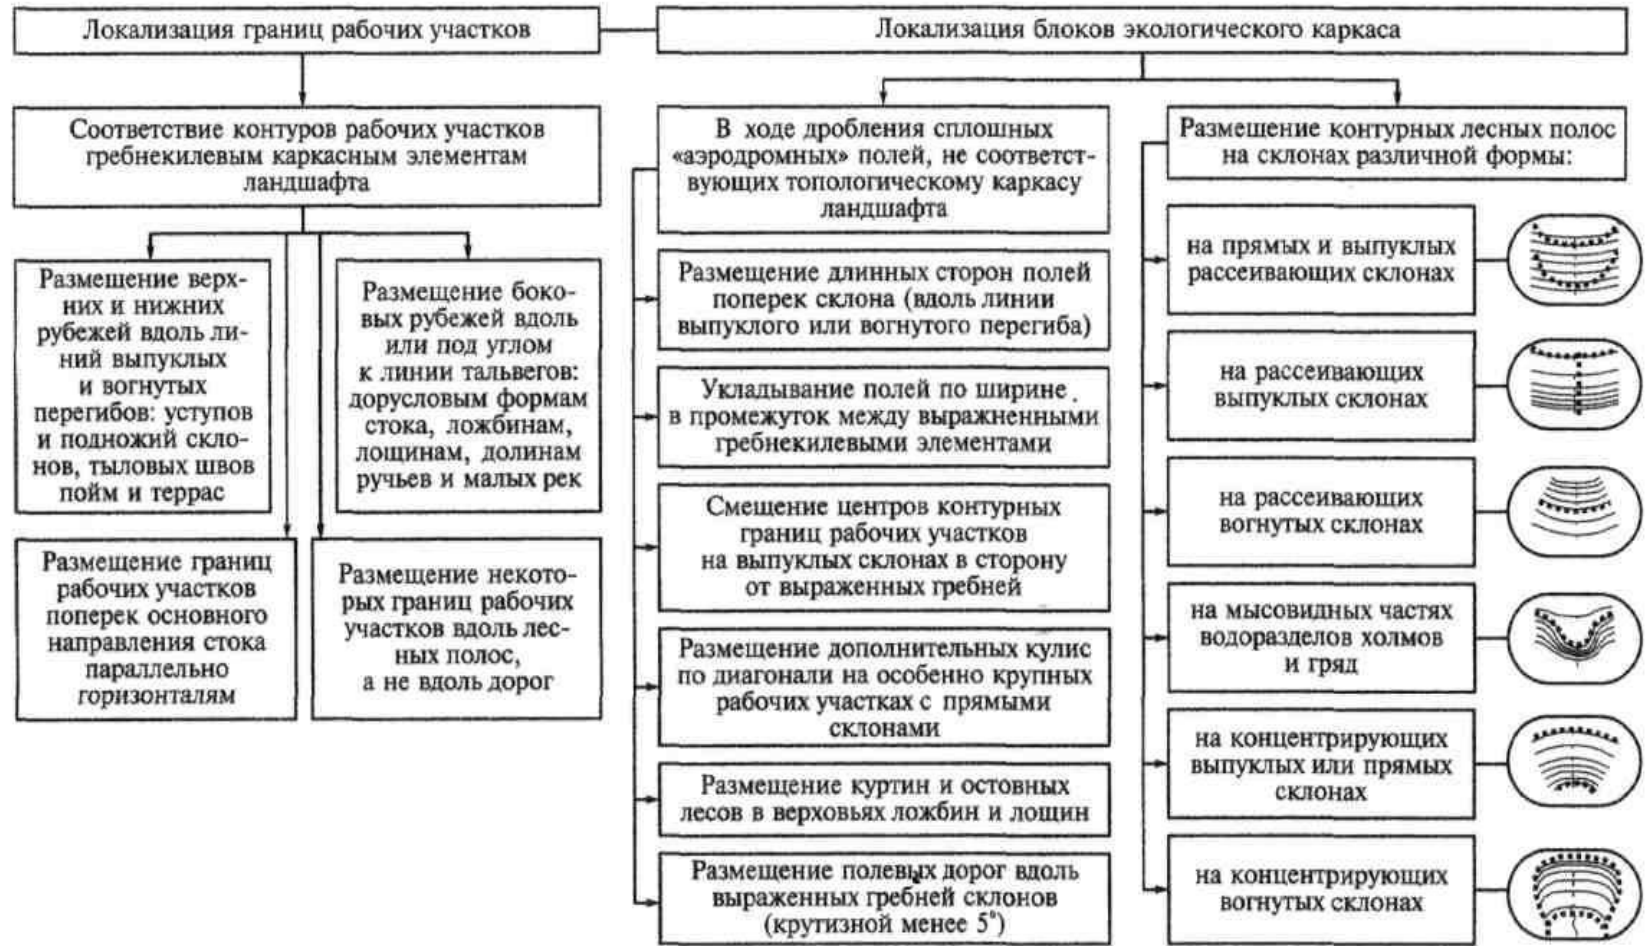 Локализация границ рабочих участков
Локализация блоков экологического каркаса
Соответствие контуров рабочих участков
гребнекилевым каркасным элементам
ландшафта
Размешение верх-
них и нижних
рубежей вдоль ли-
ний выпуклых
и вогнутых
перегибов: уступов
и подножий скло-
нов, тыловых швов
пойм и террас
Размещение боко-
вых рубежей вдоль
или под углом
к линии тальвегов:
дорусловым формам
стока, ложбинам,
лощинам, долинам
ручьев и малых рек
Размещение границ
рабочих участков
поперек основного
направления стока
параллельно
горизонталям
Размещение некото-
рых границ рабочих
участков вдоль лес-
ных полос,
а не вдоль дорог
В ходе дробления сплошных
«аэродромных» полей, не соответст-
вующих топологическому каркасу
ландшафта
Размещение длинных сторон полей
поперек склона (вдоль линии
выпуклого или вогнутого перегиба)
Укладывание полей по ширине
в промежуток между выраженными
гребнекилевыми элементами
Смещение центров контурных
границ рабочих участков
на выпуклых склонах в сторону
от выраженных гребней
Размещение дополнительных кулис
по диагонали на особенно крупных
рабочих участках с прямыми
склонами
Размещение куртин и остовных
лесов в верховьях ложбин и лощин
Размещение полевых дорог вдоль
выраженных гребней склонов
(крутизной менее 5°)
Размешение контурных лесных полос
на склонах различной формы:
на прямых и выпуклых
рассеивающих склонах
на рассеивающих
выпуклых склонах
на рассеивающих
вогнутых склонах
на мысовидных частях
водоразделов холмов
и гряд
на концентрирующих
выпуклых или прямых
склонах
на концентрирующих
вогнутых склонах